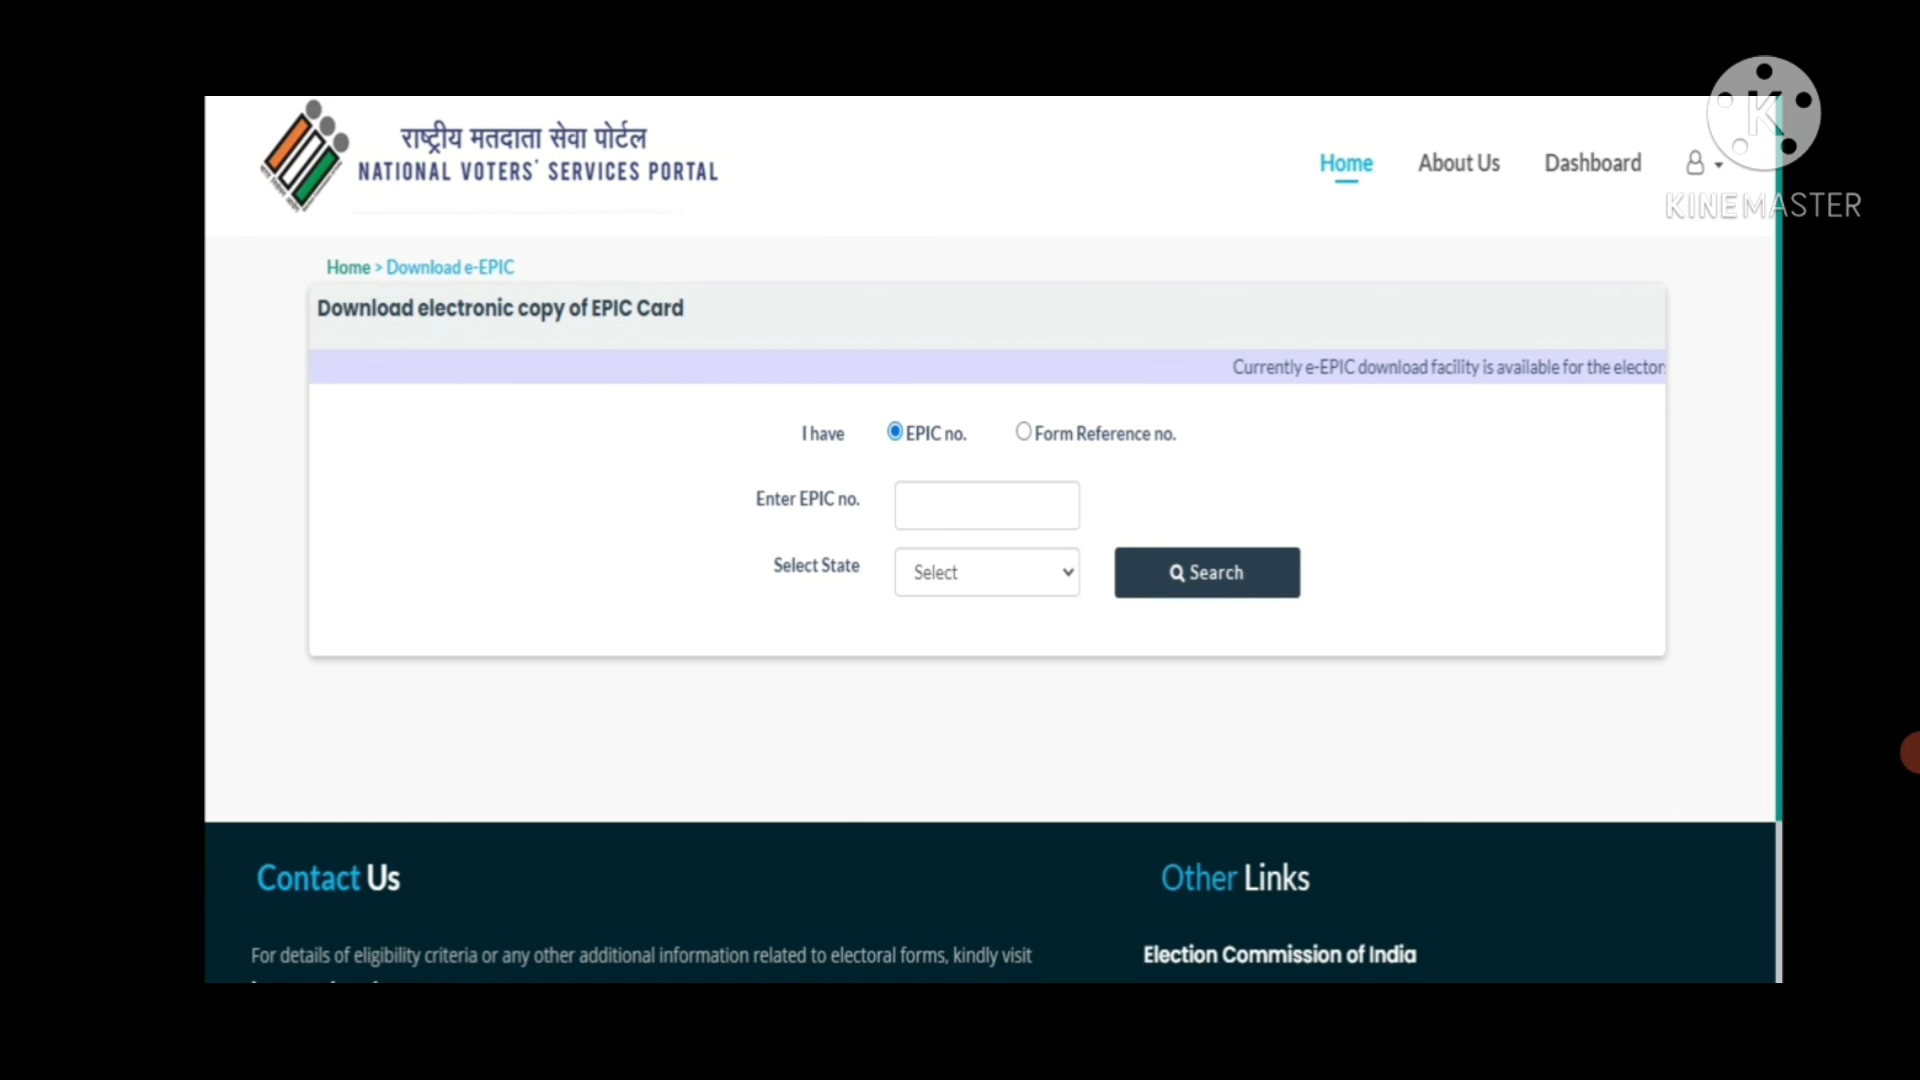 राष्ट्रीय मतदाता सेवा पोर्टल
NATIONAL VOTERS' SERVICES PORTAL
Home About Us Dashboard
KINEMASTER
Home > Download e-EPIC
Download electronic copy of EPIC Card
Currently e-EPIC download facility is available for the elector
I have EPIC no. Form Reference no.
Enter EPIC no.
Select State Select Search
Contact Us Other Links
For details of eligibility criteria or any other additional information related to electoral forms, kindly visit
Election Commission of India